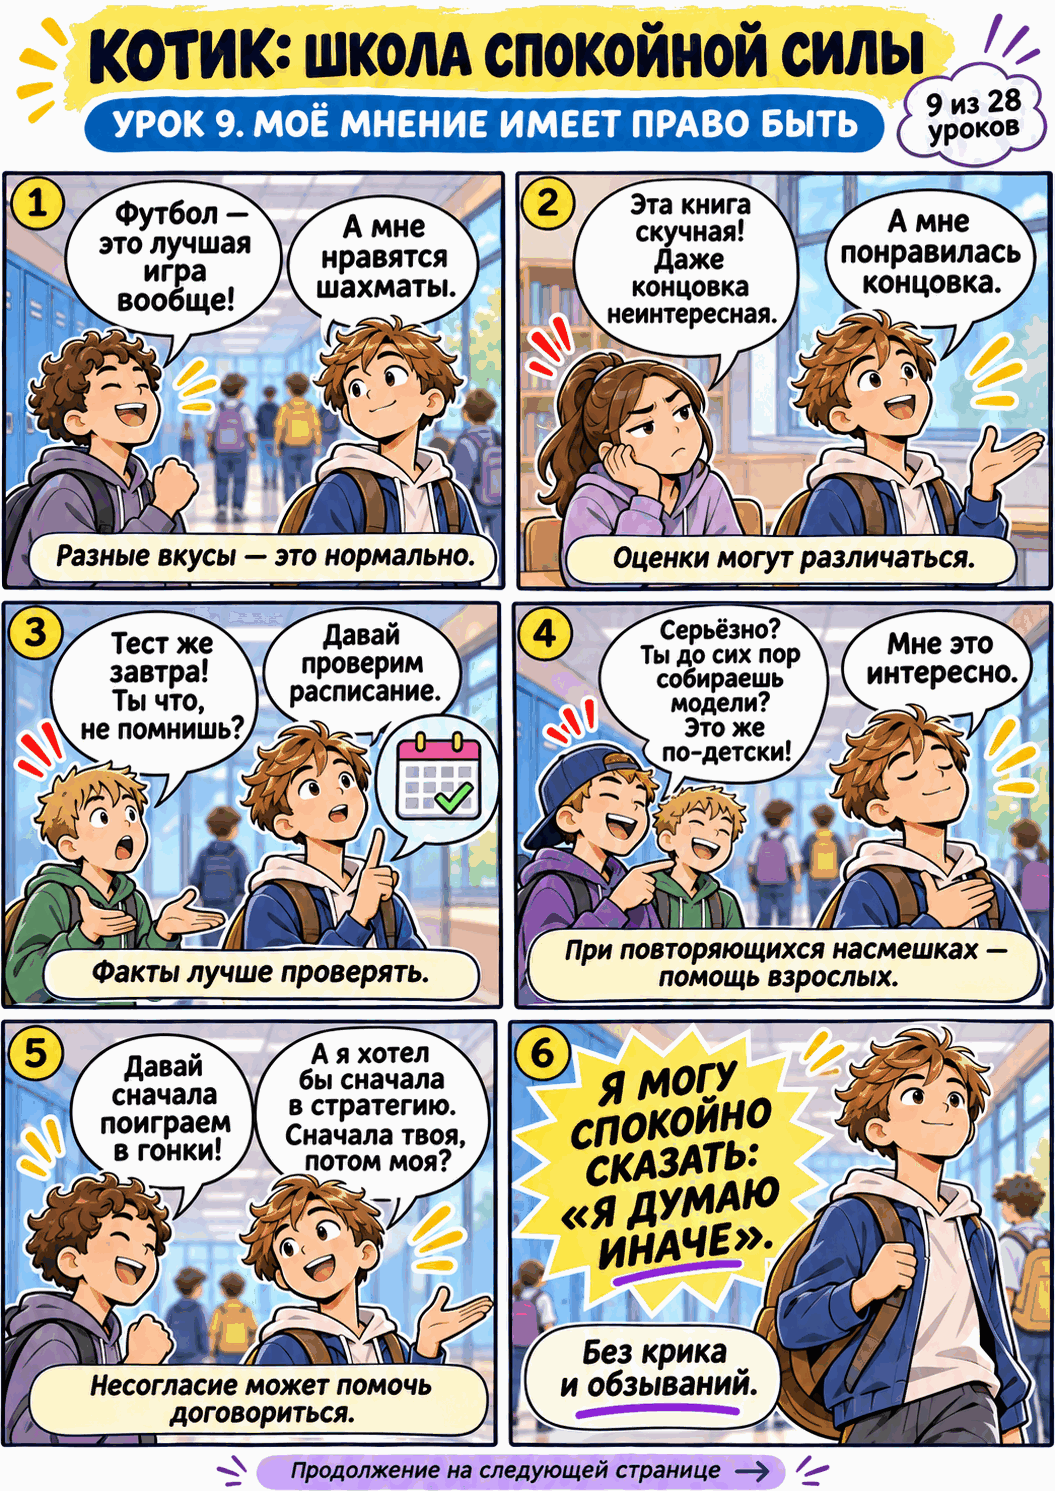 КОТИК: ШКОЛА СПОКОЙНОЙ СИЛЫ
УРОК 9. МОЁ МНЕНИЕ ИМЕЕТ ПРАВО БЫТЬ
9 из 28
уроков
1
Футбол —
это лучшая
игра
вообще!
А мне
нравятся
шахматы.
Разные вкусы — это нормально.
2
Эта книга
скучная!
Даже
концовка
неинтересная.
А мне
понравилась
концовка.
Оценки могут различаться.
3
Тест же
завтра!
Ты что,
не помнишь?
Давай
проверим
расписание.
Факты лучше проверять.
4
Серьёзно?
Ты до сих пор
собираешь
модели?
Это же
по-детски!
Мне это
интересно.
При повторяющихся насмешках —
помощь взрослых.
5
Давай
сначала
поиграем
в гонки!
А я хотел
бы сначала
в стратегию.
Сначала твоя,
потом моя?
Несогласие может помочь
договориться.
6
Я МОГУ
СПОКОЙНО
СКАЗАТЬ:
«Я ДУМАЮ
ИНАЧЕ».
Без крика
и обзываний.
Продолжение на следующей странице →